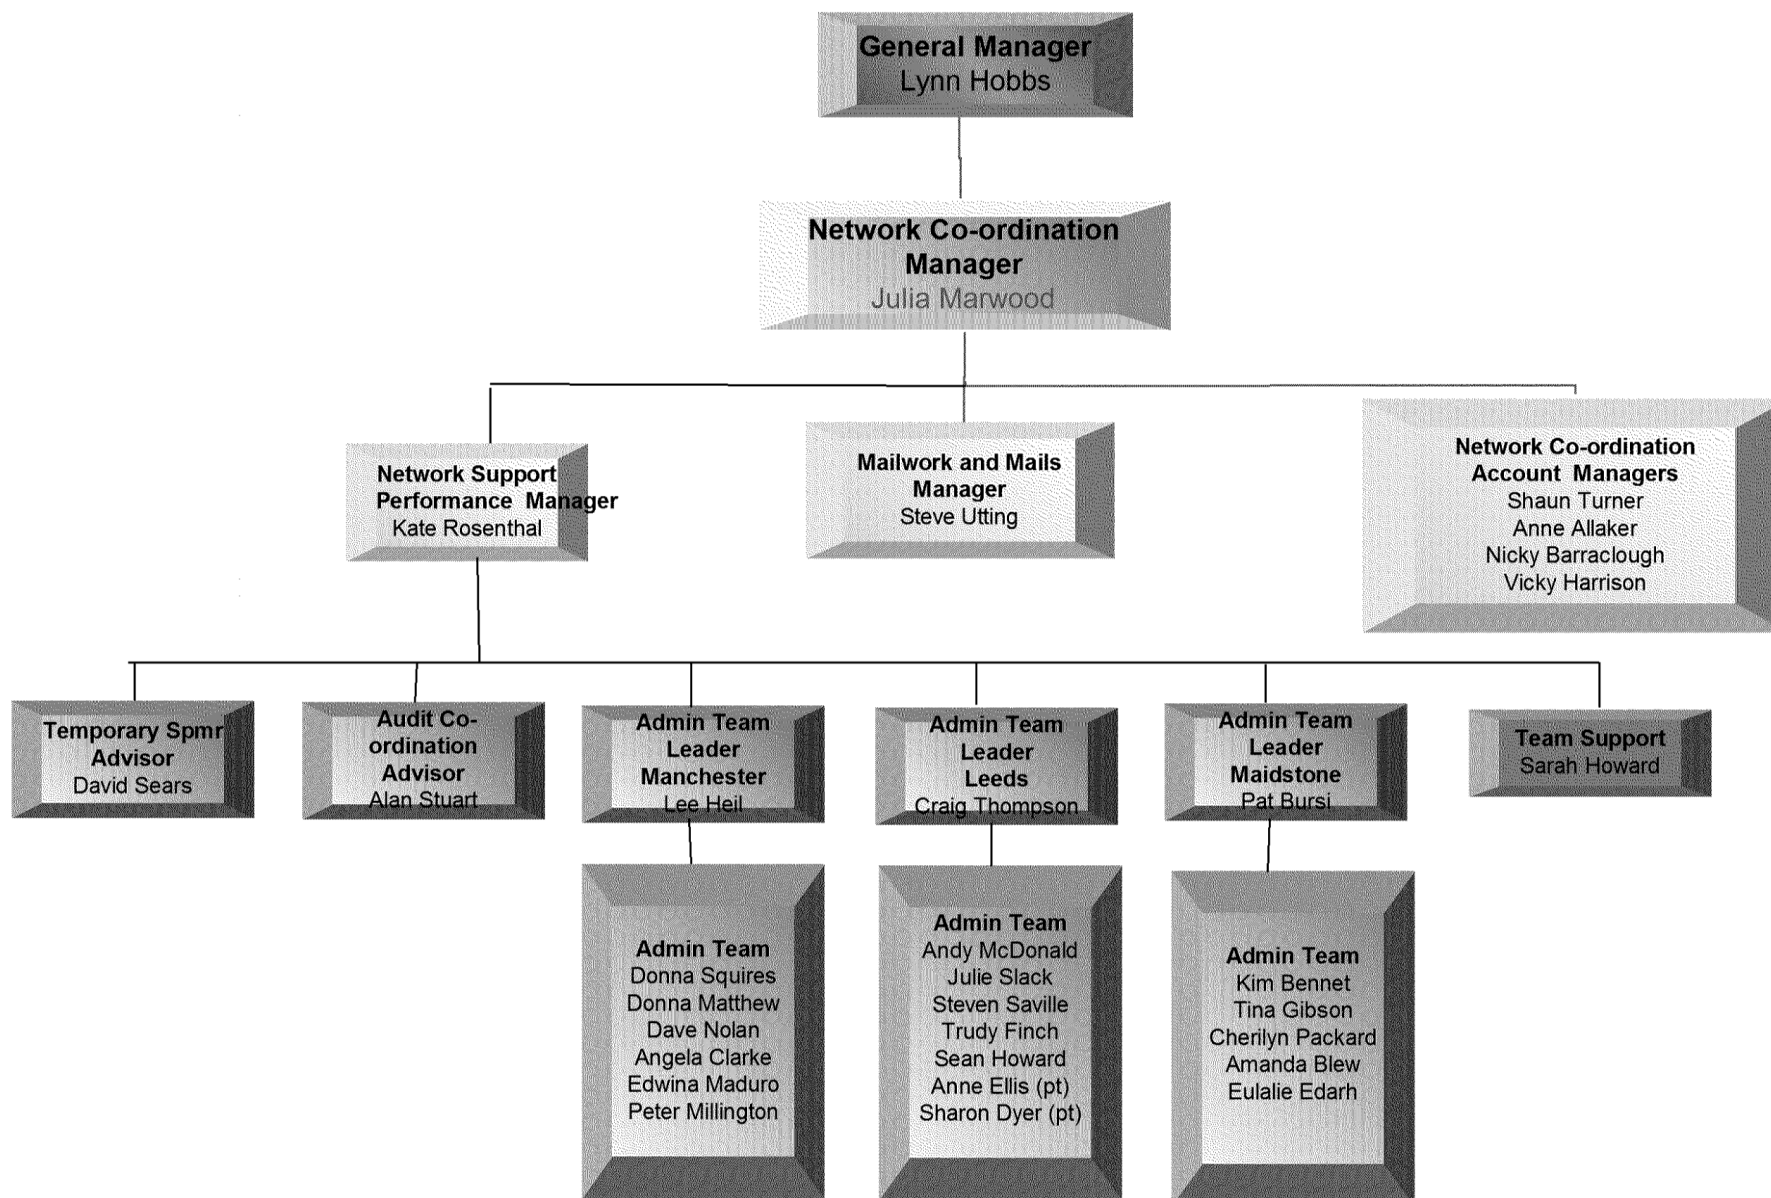 General Manager
Lynn Hobbs
Network Co-ordination
Manager
Julia Marwood
Network Support
Performance Manager
Kate Rosenthal
Mailwork and Mails
Manager
Steve Utting
Network Co-ordination
Account Managers
Shaun Turner
Anne Allaker
Nicky Barraclough
Vicky Harrison
Temporary Spmr
Advisor
David Sears
Audit Co-
ordination
Advisor
Alan Stuart
Admin Team
Leader
Manchester
Lee Heil
Admin Team
Leader
Leeds
Craig Thompson
Admin Team
Leader
Maidstone
Pat Bursi
Team Support
Sarah Howard
Admin Team
Donna Squires
Donna Matthew
Dave Nolan
Angela Clarke
Edwina Maduro
Peter Millington
Admin Team
Andy McDonald
Julie Slack
Steven Saville
Trudy Finch
Sean Howard
Anne Ellis (pt)
Sharon Dyer (pt)
Admin Team
Kim Bennet
Tina Gibson
Cherilyn Packard
Amanda Blew
Eulalie Edarh